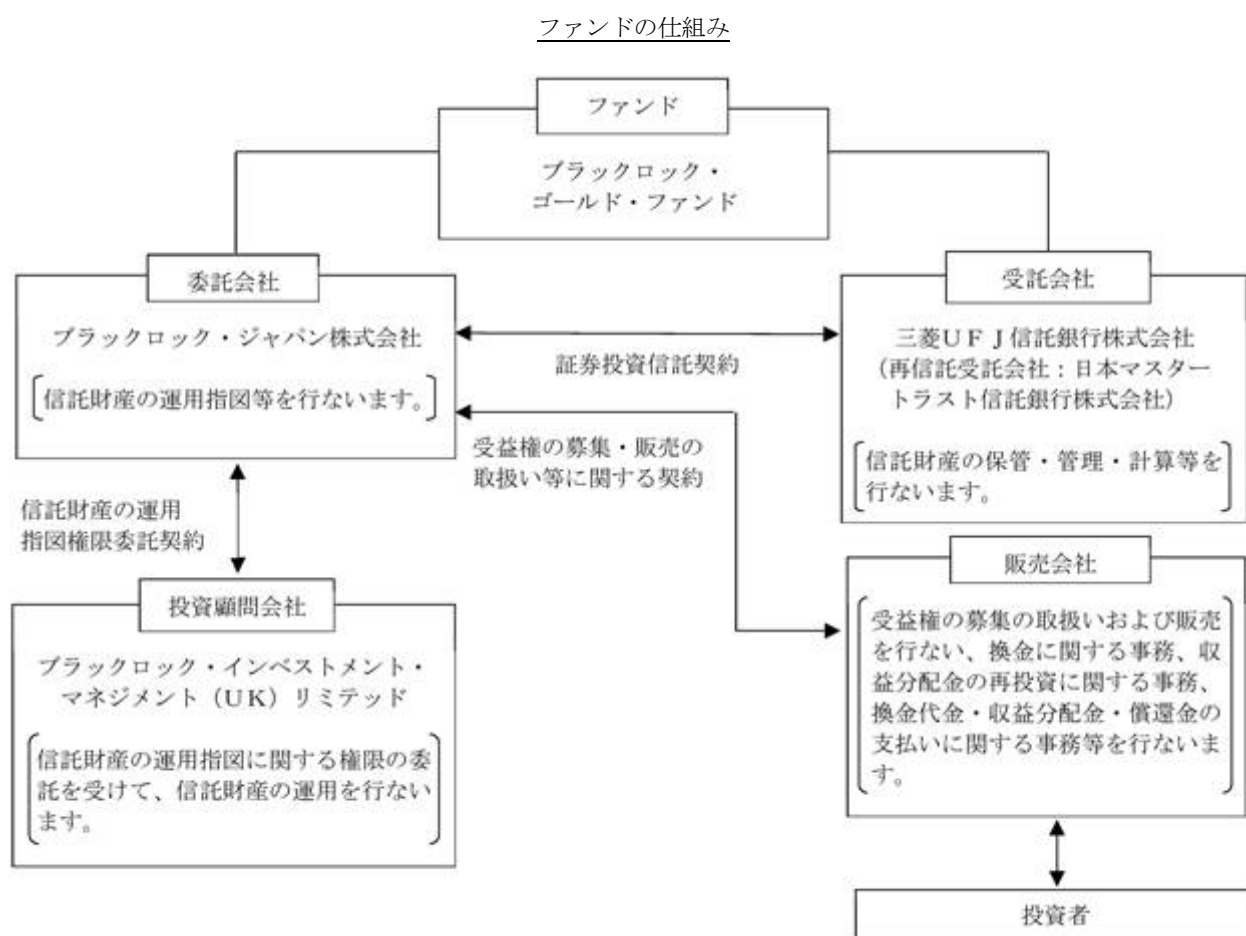 ファンドの仕組み
ファンド
ブラックロック・
ゴールド・ファンド
委託会社
ブラックロック・ジャパン株式会社
信託財産の運用指図等を行ないます。
証券投資信託契約
受託会社
三菱UFJ信託銀行株式会社
(再信託受託会社:日本マスター
トラスト信託銀行株式会社)
信託財産の保管・管理・計算等を
行ないます。
受益権の募集・販売の
取扱い等に関する契約
信託財産の運用
指図権限委託契約
投資顧問会社
ブラックロック・インベストメント・
マネジメント(UK)リミテッド
信託財産の運用指図に関する権限の委
託を受けて、信託財産の運用を行ない
ます。
販売会社
受益権の募集の取扱いおよび販売
を行ない、換金に関する事務、収
益分配金の再投資に関する事務、
換金代金・収益分配金・償還金の
支払いに関する事務等を行ないま
す。
投資者